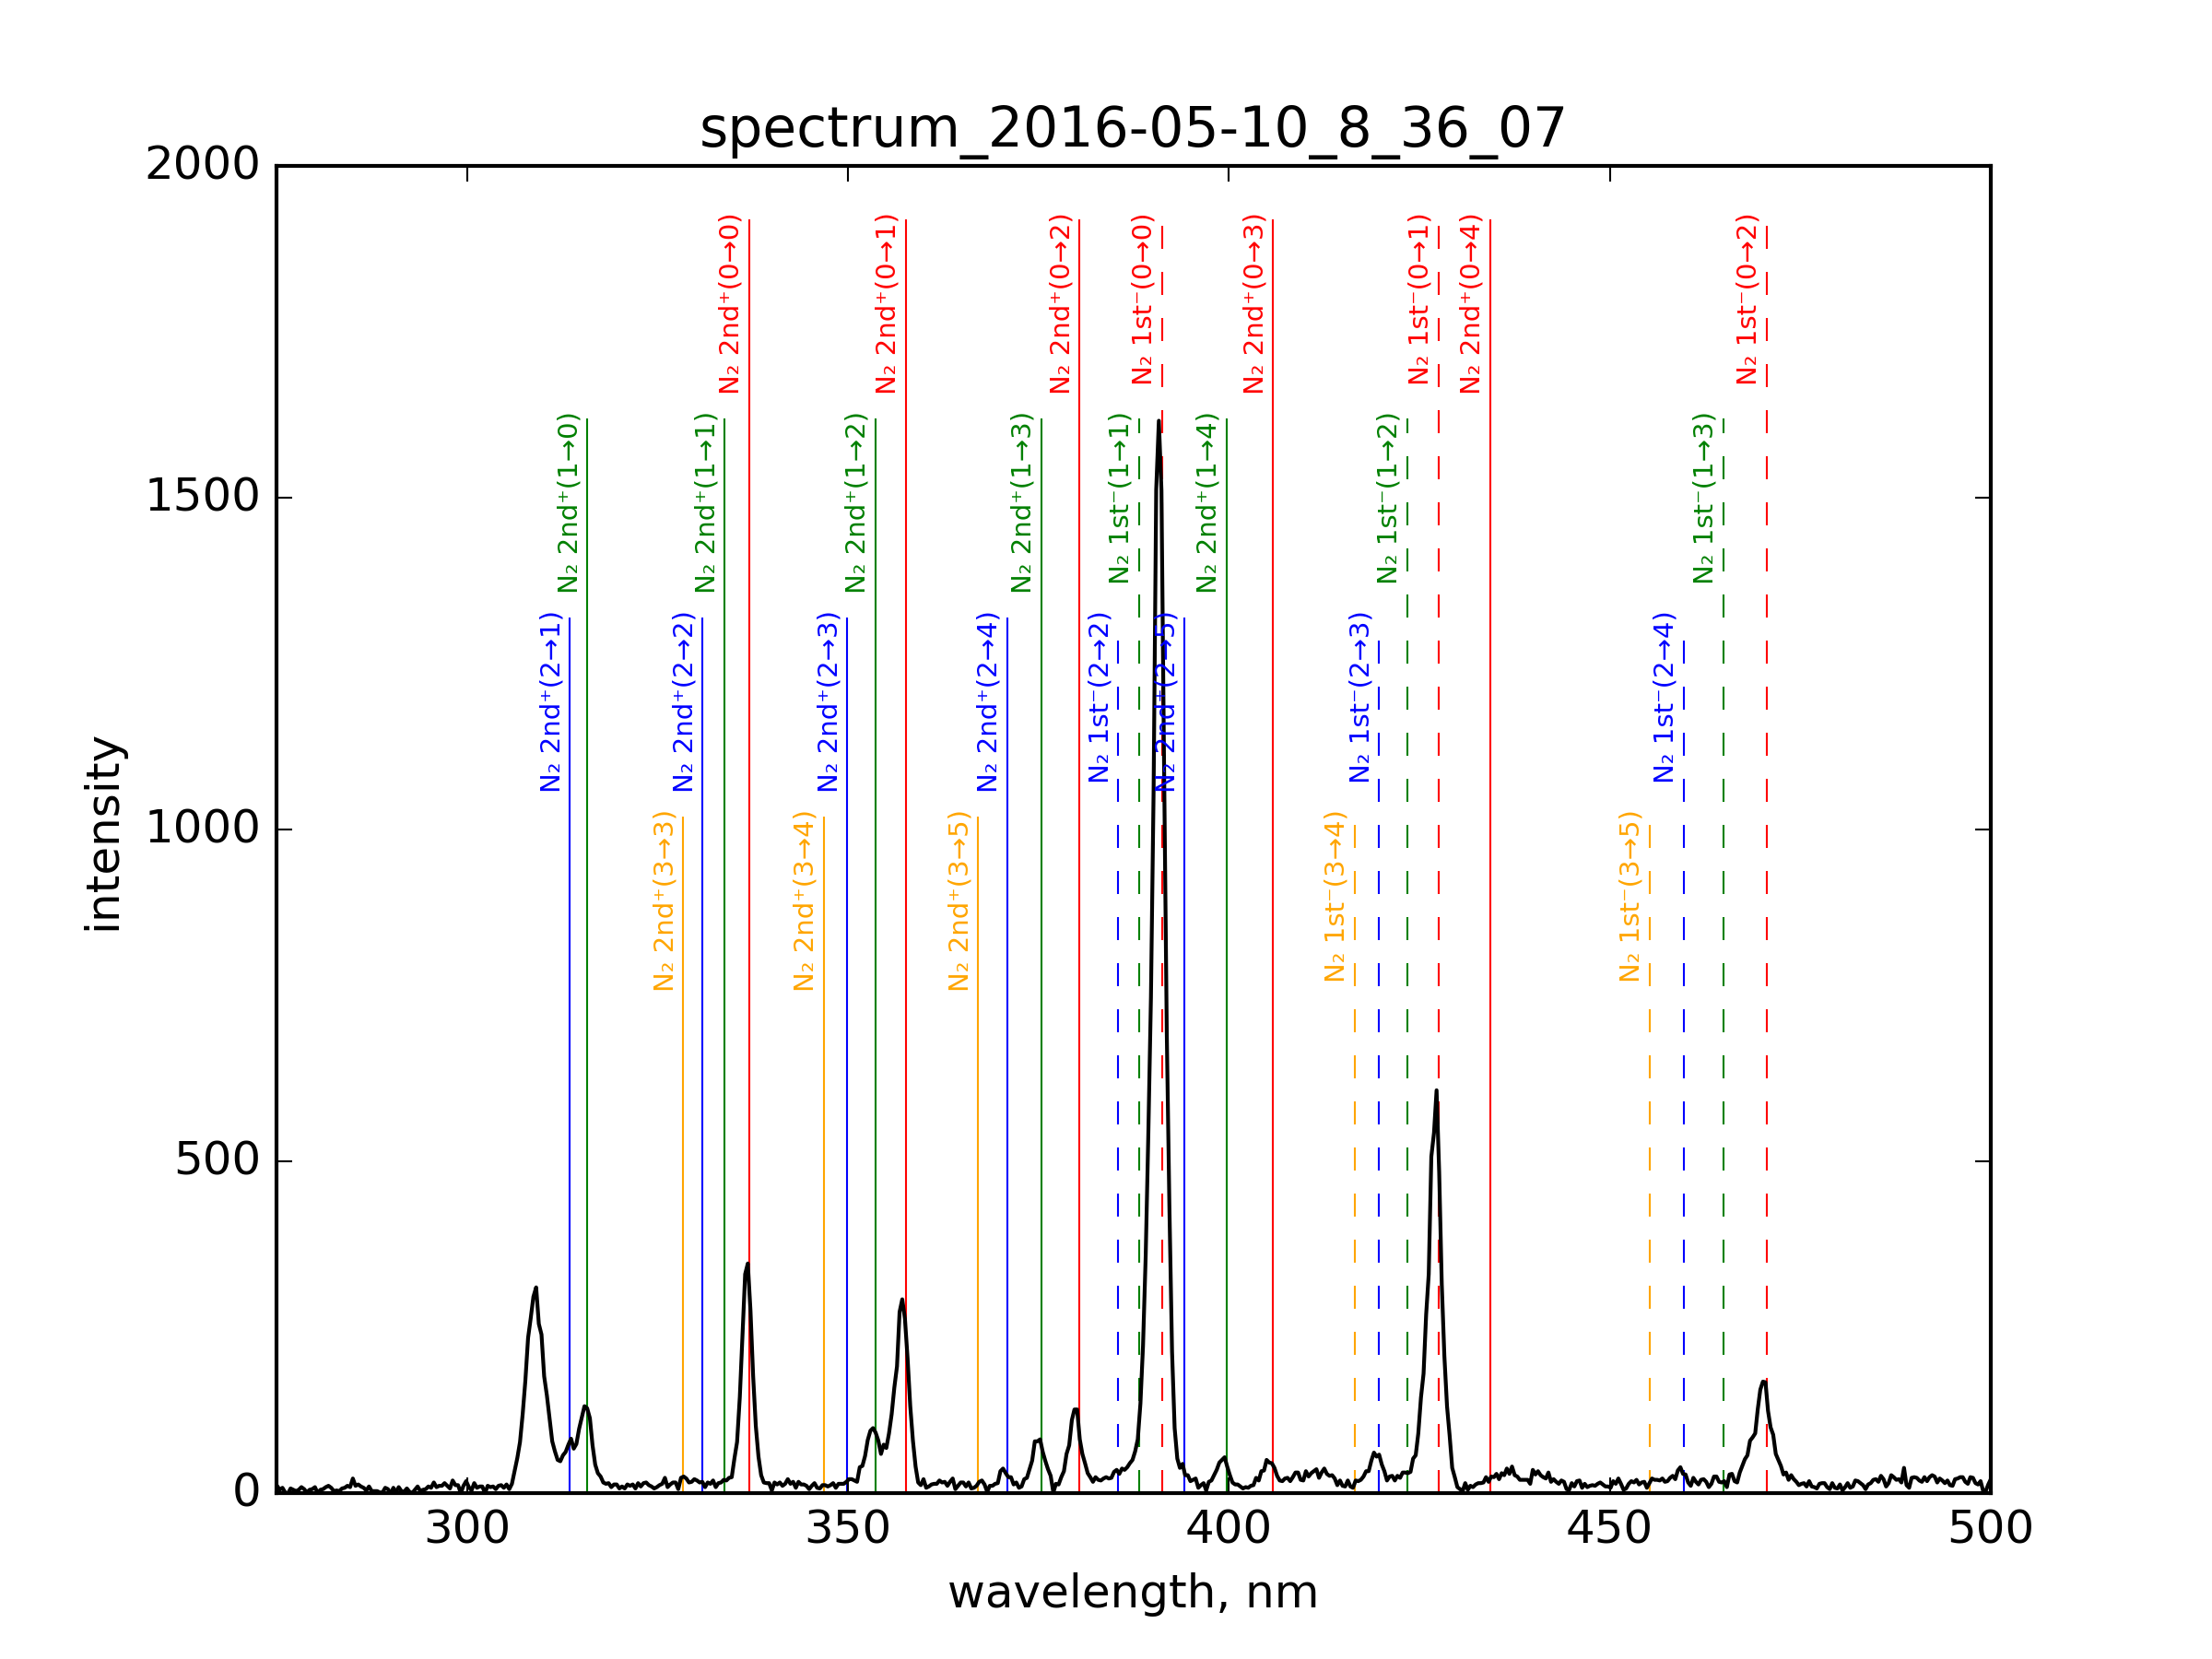 spectrum_2016-05-10_8_36_07
2000
1500
1000
500
0
intensity
N₂ 2nd⁺(0→0)
N₂ 2nd⁺(0→1)
N₂ 2nd⁺(0→2)
N₂ 1st⁻(0→0)
N₂ 2nd⁺(0→3)
N₂ 1st⁻(0→1)
N₂ 2nd⁺(0→4)
N₂ 1st⁻(0→2)
N₂ 2nd⁺(1→0)
N₂ 2nd⁺(1→1)
N₂ 2nd⁺(1→2)
N₂ 2nd⁺(1→3)
N₂ 1st⁻(1→1)
N₂ 2nd⁺(1→4)
N₂ 1st⁻(1→2)
N₂ 1st⁻(1→3)
N₂ 2nd⁺(2→1)
N₂ 2nd⁺(2→2)
N₂ 2nd⁺(2→3)
N₂ 2nd⁺(2→4)
N₂ 1st⁻(2→2)
N₂ 2nd⁺(2→5)
N₂ 1st⁻(2→3)
N₂ 1st⁻(2→4)
N₂ 2nd⁺(3→3)
N₂ 2nd⁺(3→4)
N₂ 2nd⁺(3→5)
N₂ 1st⁻(3→4)
N₂ 1st⁻(3→5)
300
350
400
450
500
wavelength, nm